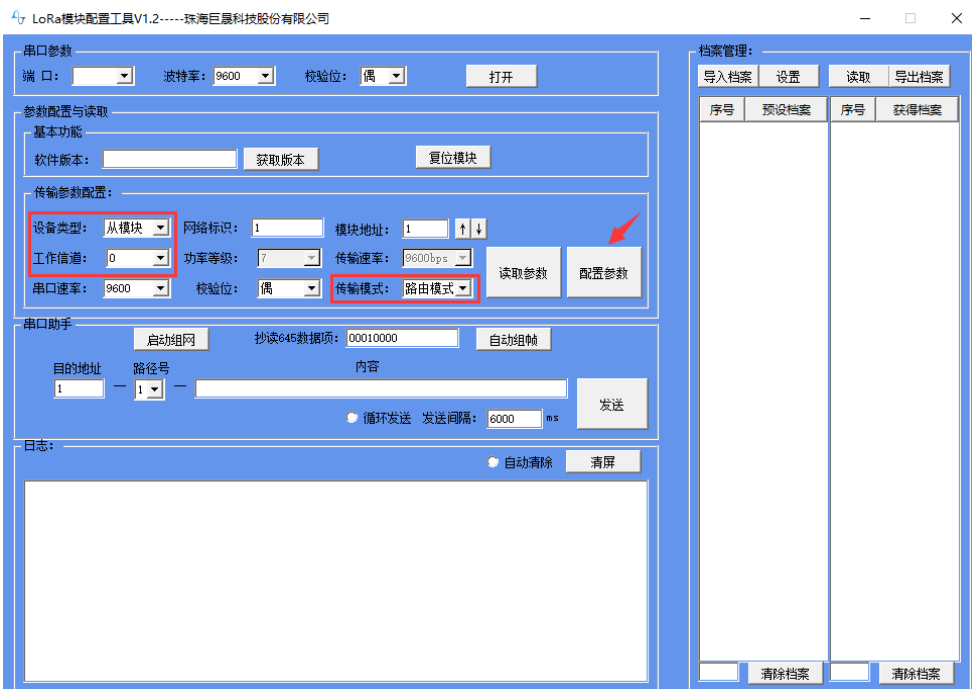 LoRa模块配置工具V1.2-----珠海巨晟科技股份有限公司
串口参数
端 口: 波特率: 9600 校验位: 偶 打开
参数配置与读取
基本功能
软件版本: 获取版本 复位模块
传输参数配置:
设备类型: 从模块 网络标识: 1 模块地址: 1 ↑ ↓
工作信道: 0 功率等级: 7 传输速率: 9600bps 读取参数 配置参数
串口速率: 9600 校验位: 偶 传输模式: 路由模式
串口助手
启动组网 抄读645数据项: 00010000 自动组帧
目的地址 路径号 内容
1 — 1 — 发送
循环发送 发送间隔: 6000 ms
日志:
自动清除 清屏
档案管理:
导入档案 设置 读取 导出档案
序号 预设档案 序号 获得档案
清除档案 清除档案